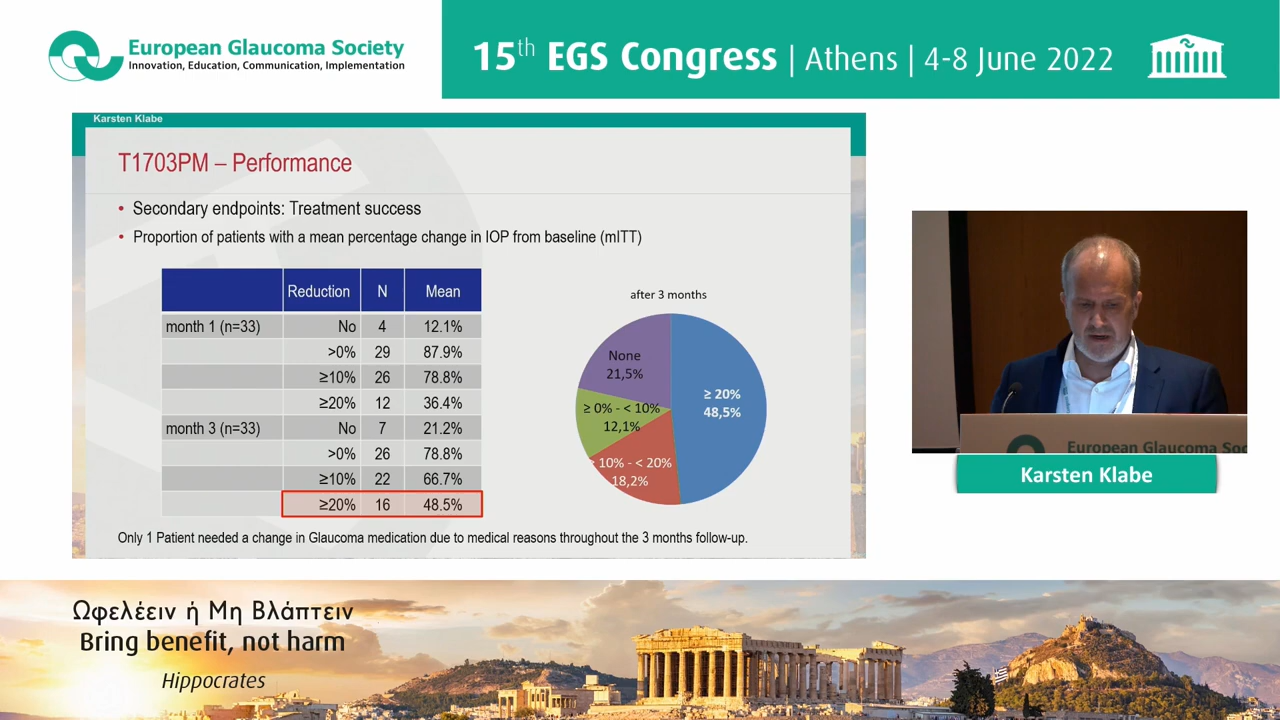 European Glaucoma Society
Innovation, Education, Communication, Implementation
15th EGS Congress | Athens | 4-8 June 2022
Karsten Klabe
T1703PM – Performance
• Secondary endpoints: Treatment success
• Proportion of patients with a mean percentage change in IOP from baseline (mITT)
Reduction N Mean
month 1 (n=33) No 4 12.1%
>0% 29 87.9%
≥10% 26 78.8%
≥20% 12 36.4%
month 3 (n=33) No 7 21.2%
>0% 26 78.8%
≥10% 22 66.7%
≥20% 16 48.5%
after 3 months
None
21,5%
≥ 20%
48,5%
≥ 0% - < 10%
12,1%
10% - < 20%
18,2%
Only 1 Patient needed a change in Glaucoma medication due to medical reasons throughout the 3 months follow-up.
European Glaucoma Soc
Karsten Klabe
Ωφελέειν ή Μη Βλάπτειν
Bring benefit, not harm
Hippocrates